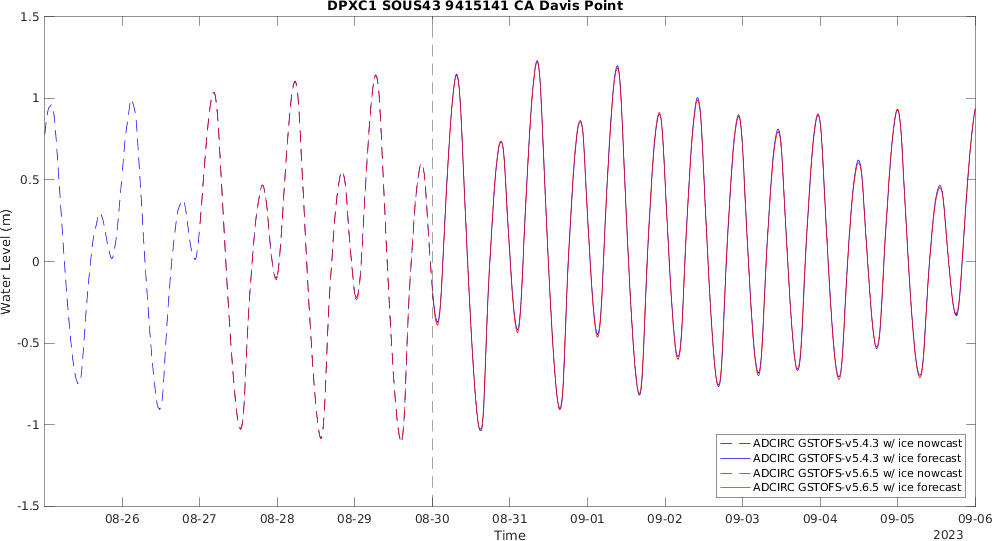 DPXC1 SOUS43 9415141 CA Davis Point
1.5
1
0.5
0
-0.5
-1
-1.5
Water Level (m)
ADCIRC GSTOFS-v5.4.3 w/ ice nowcast
ADCIRC GSTOFS-v5.4.3 w/ ice forecast
ADCIRC GSTOFS-v5.6.5 w/ ice nowcast
ADCIRC GSTOFS-v5.6.5 w/ ice forecast
08-26 08-27 08-28 08-29 08-30 08-31 09-01 09-02 09-03 09-04 09-05 09-06
Time
2023